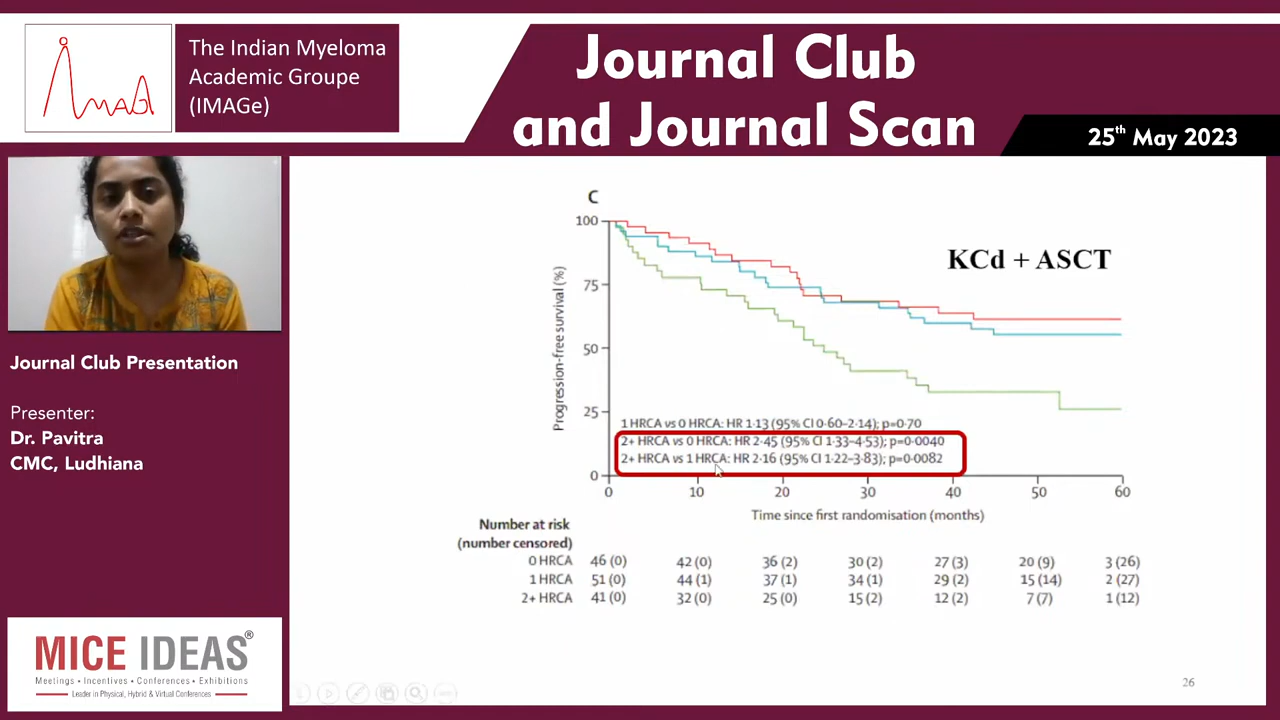 ImAG
The Indian Myeloma
Academic Groupe
(IMAGe)
Journal Club
and Journal Scan
25th May 2023
Journal Club Presentation
Presenter:
Dr. Pavitra
CMC, Ludhiana
MICE IDEAS®
Meetings • Incentives • Conferences • Exhibitions
Leader in Physical, Hybrid & Virtual Conferences
C
KCd + ASCT
Progression-free survival (%)
100
75
50
25
0
1 HRCA vs 0 HRCA: HR 1·13 (95% CI 0·60–2·14); p=0·70
2+ HRCA vs 0 HRCA: HR 2·45 (95% CI 1·33–4·53); p=0·0040
2+ HRCA vs 1 HRCA: HR 2·16 (95% CI 1·22–3·83); p=0·0082
0 10 20 30 40 50 60
Time since first randomisation (months)
Number at risk
(number censored)
0 HRCA 46 (0) 42 (0) 36 (2) 30 (2) 27 (3) 20 (9) 3 (26)
1 HRCA 51 (0) 44 (1) 37 (1) 34 (1) 29 (2) 15 (14) 2 (27)
2+ HRCA 41 (0) 32 (0) 25 (0) 15 (2) 12 (2) 7 (7) 1 (12)
26